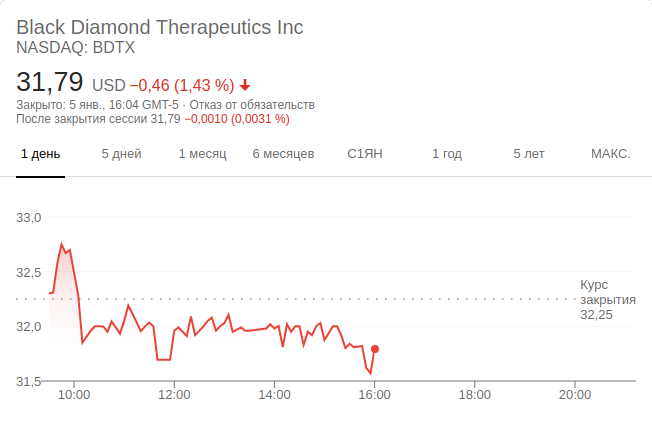 Black Diamond Therapeutics Inc
NASDAQ: BDTX
31,79 USD −0,46 (1,43 %)
Закрыто: 5 янв., 16:04 GMT-5 · Отказ от обязательств
После закрытия сессии 31,79 −0,0010 (0,0031 %)
1 день 5 дней 1 месяц 6 месяцев С1ЯН 1 год 5 лет МАКС.
33,0
32,5
Курс
закрытия
32,25
32,0
31,5
10:00 12:00 14:00 16:00 18:00 20:00